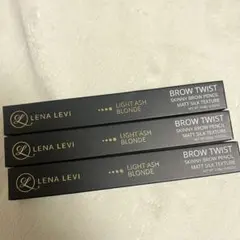 LENA LEVI
LIGHT ASH
BLONDE
BROW TWIST
SKINNY BROW PENCIL
MATT SILK TEXTURE
LENA LEVI
LIGHT ASH
BLONDE
BROW TWIST
SKINNY BROW PENCIL
MATT SILK TEXTURE
LENA LEVI
LIGHT ASH
BLONDE
BROW TWIST
SKINNY BROW PENCIL
MATT SILK TEXTURE